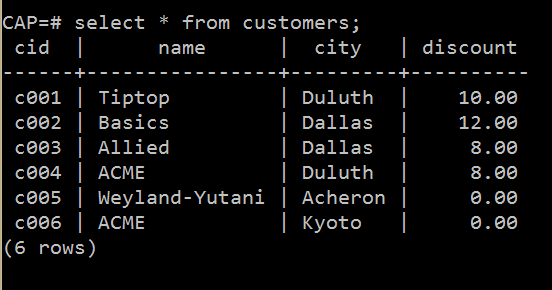 CAP=# select * from customers;
 cid  |      name      |  city   | discount
------+----------------+---------+----------
 c001 | Tiptop         | Duluth  |    10.00
 c002 | Basics         | Dallas  |    12.00
 c003 | Allied         | Dallas  |     8.00
 c004 | ACME           | Duluth  |     8.00
 c005 | Weyland-Yutani | Acheron |     0.00
 c006 | ACME           | Kyoto   |     0.00
(6 rows)